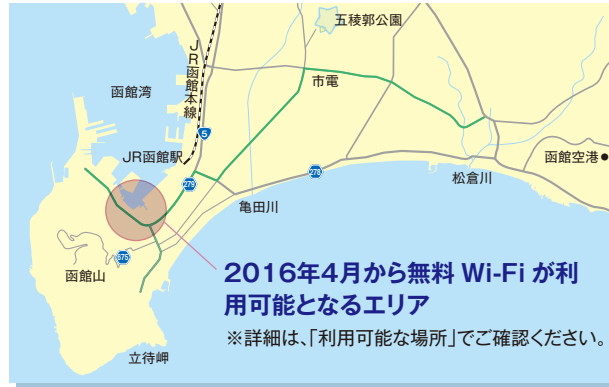 五稜郭公園
JR函館本線
市電
函館湾
5
JR函館駅
函館空港
279
278
松倉川
亀田川
675
函館山
2016年4月から無料 Wi-Fi が利
用可能となるエリア
※詳細は、「利用可能な場所」でご確認ください。
立待岬